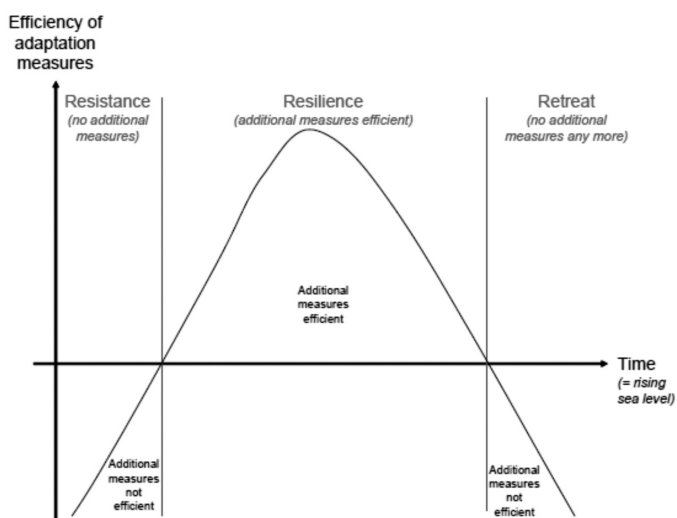 Efficiency of
adaptation
measures
Resistance
(no additional
measures)
Resilience
(additional measures efficient)
Retreat
(no additional
measures any more)
Additional
measures
efficient
Time
(= rising
sea level)
Additional
measures
not
efficient
Additional
measures
not
efficient